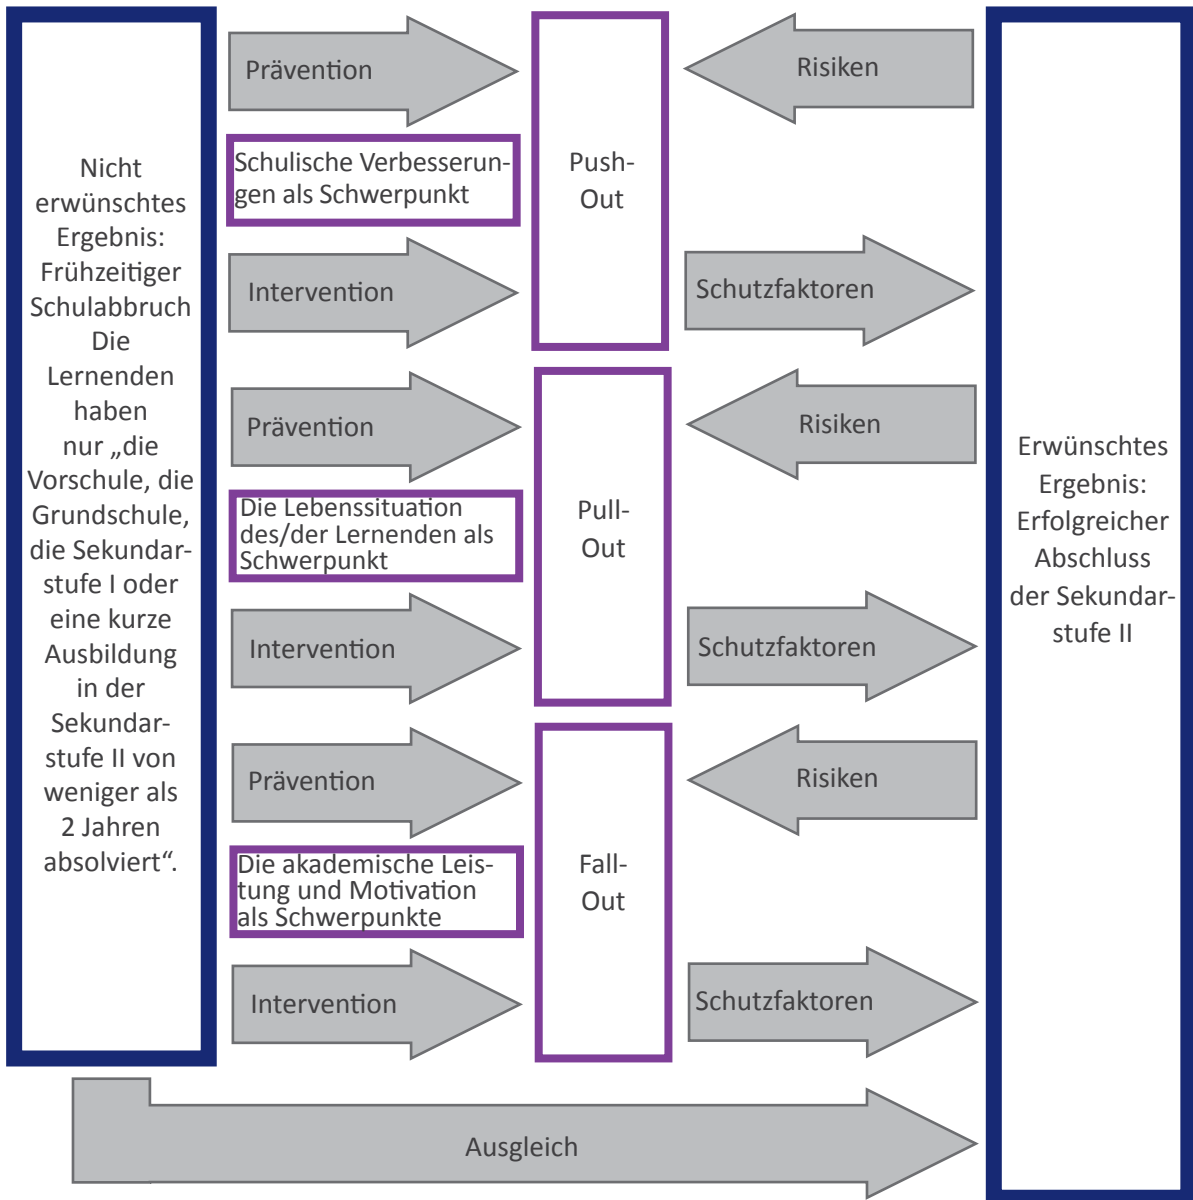 Nicht
erwünschtes
Ergebnis:
Frühzeitiger
Schulabbruch
Die
Lernenden
haben
nur „die
Vorschule, die
Grundschule,
die Sekundar-
stufe I oder
eine kurze
Ausbildung
in der
Sekundar-
stufe II von
weniger als
2 Jahren
absolviert“.
Prävention
Schulische Verbesserun-
gen als Schwerpunkt
Intervention
Push-
Out
Risiken
Schutzfaktoren
Prävention
Die Lebenssituation
des/der Lernenden als
Schwerpunkt
Intervention
Pull-
Out
Risiken
Schutzfaktoren
Prävention
Die akademische Leis-
tung und Motivation
als Schwerpunkte
Intervention
Fall-
Out
Risiken
Schutzfaktoren
Erwünschtes
Ergebnis:
Erfolgreicher
Abschluss
der Sekundar-
stufe II
Ausgleich